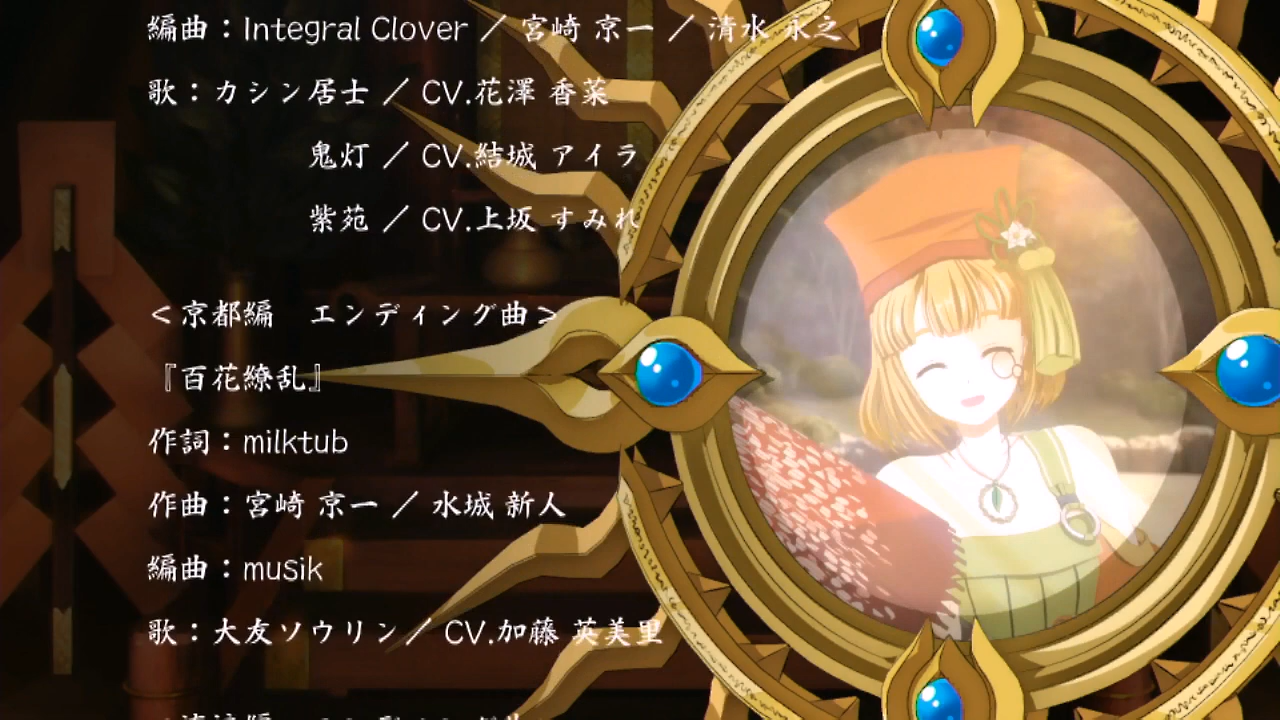 編曲：Integral Clover ／ 宮崎 京一 ／ 清水 永之
歌：カシン居士 ／ CV.花澤 香菜
鬼灯 ／ CV.結城 アイラ
紫苑 ／ CV.上坂 すみれ
＜京都編　エンディング曲＞
『百花繚乱』
作詞：milktub
作曲：宮崎 京一 ／ 水城 新人
編曲：musik
歌：大友ソウリン ／ CV.加藤 英美里